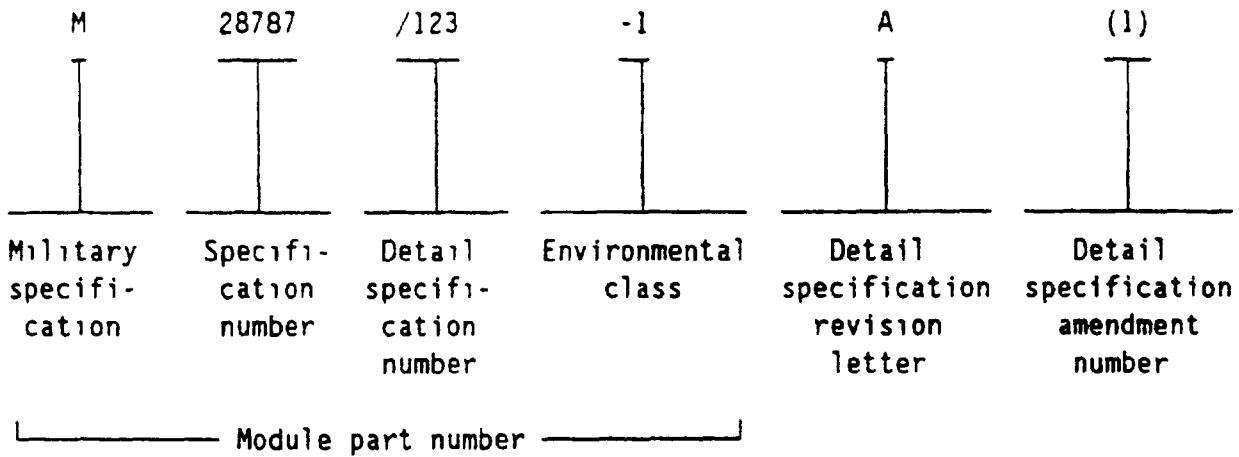 M 28787 /123 -1 A (1)
Military Specifi- Detail Environmental Detail Detail
specifi- cation specifi- class specification specification
cation number cation revision amendment
number letter number
Module part number